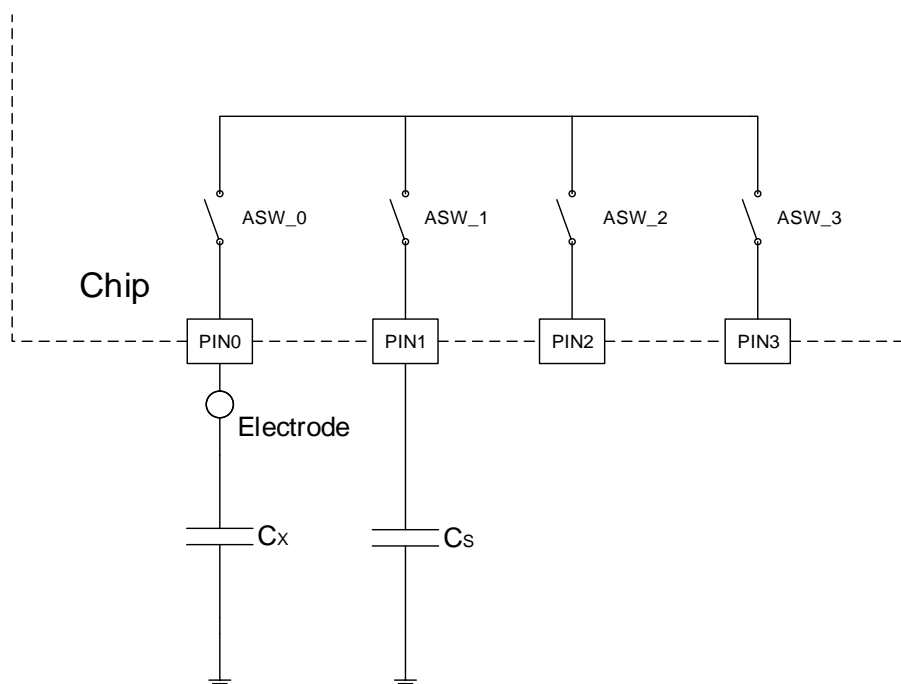 ASW_0 ASW_1 ASW_2 ASW_3
Chip
PIN0 PIN1 PIN2 PIN3
Electrode
CX CS